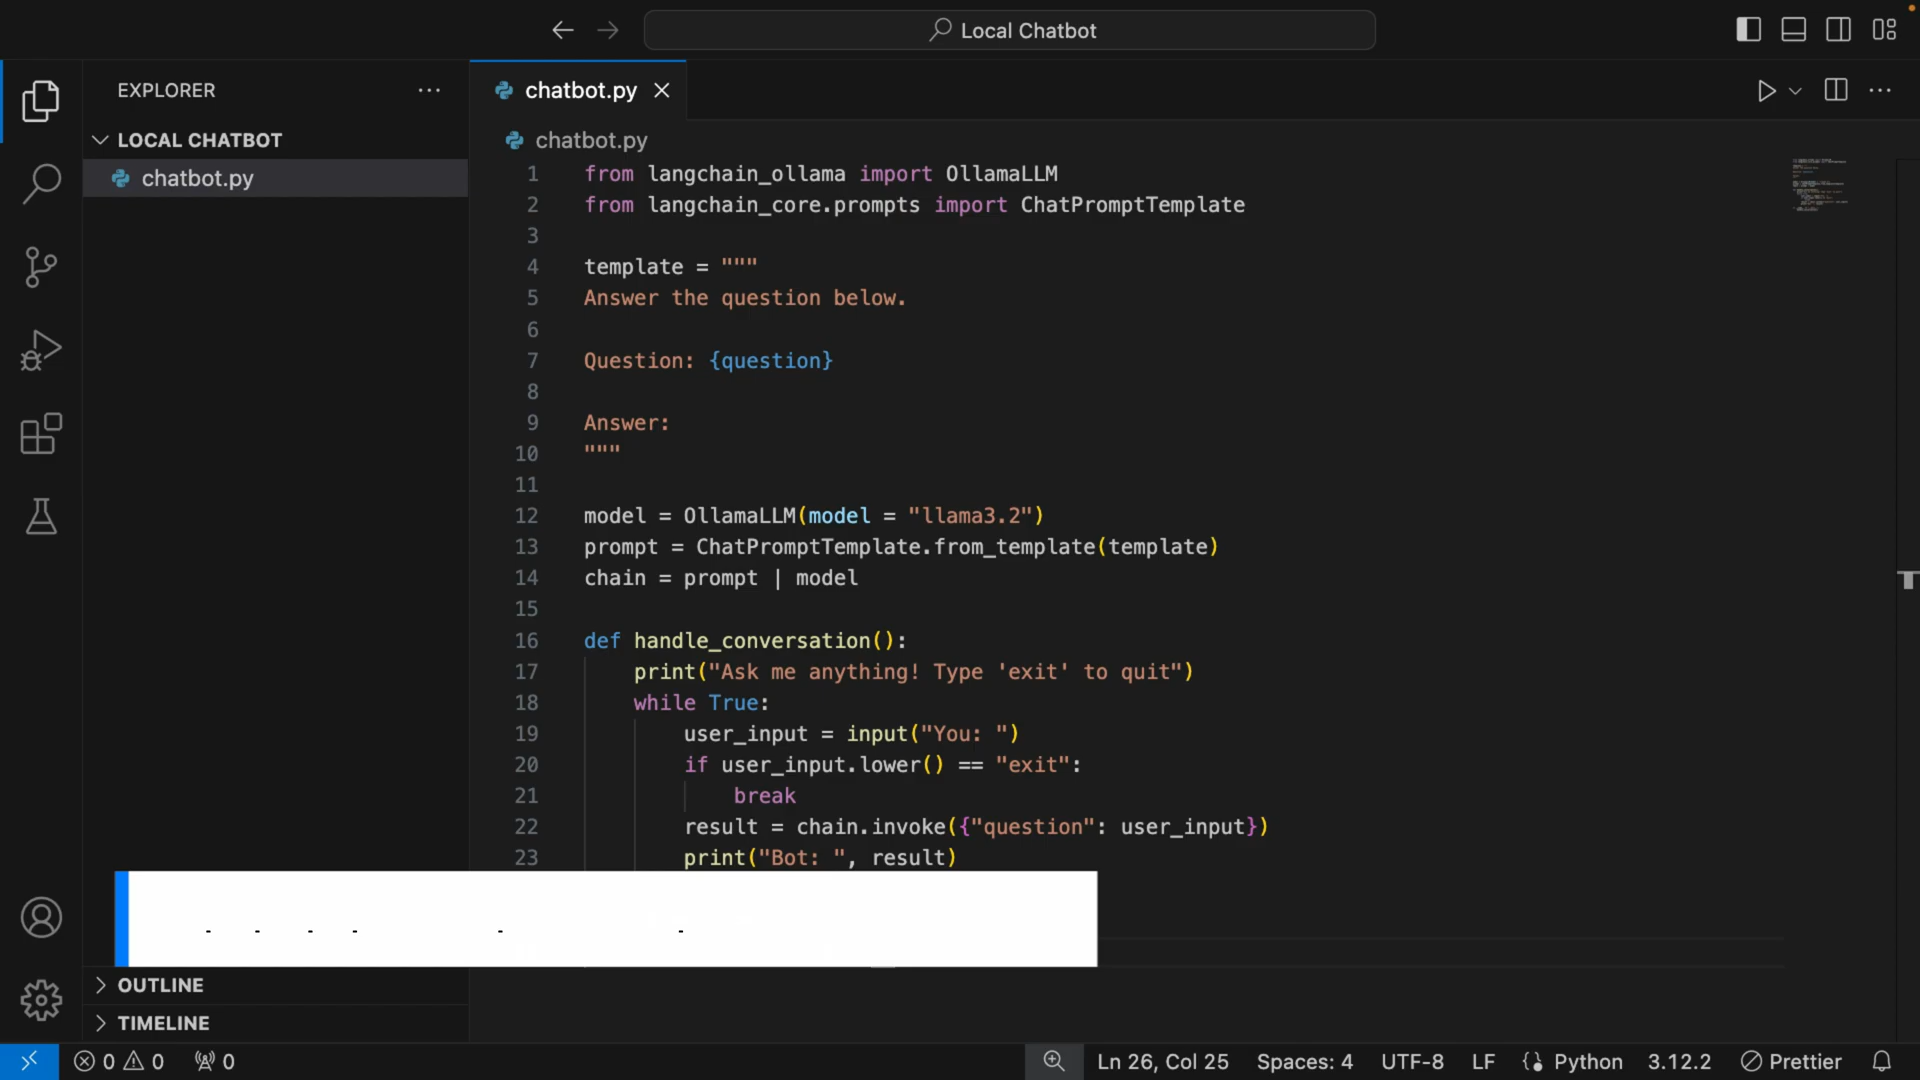 Local Chatbot
EXPLORER
LOCAL CHATBOT
chatbot.py
chatbot.py
chatbot.py
1 from langchain_ollama import OllamaLLM
2 from langchain_core.prompts import ChatPromptTemplate
3
4 template = """
5 Answer the question below.
6
7 Question: {question}
8
9 Answer:
10 """
11
12 model = OllamaLLM(model = "llama3.2")
13 prompt = ChatPromptTemplate.from_template(template)
14 chain = prompt | model
15
16 def handle_conversation():
17 print("Ask me anything! Type 'exit' to quit")
18 while True:
19 user_input = input("You: ")
20 if user_input.lower() == "exit":
21 break
22 result = chain.invoke({"question": user_input})
23 print("Bot: ", result)
OUTLINE
TIMELINE
0 0 0 Ln 26, Col 25 Spaces: 4 UTF-8 LF Python 3.12.2 Prettier